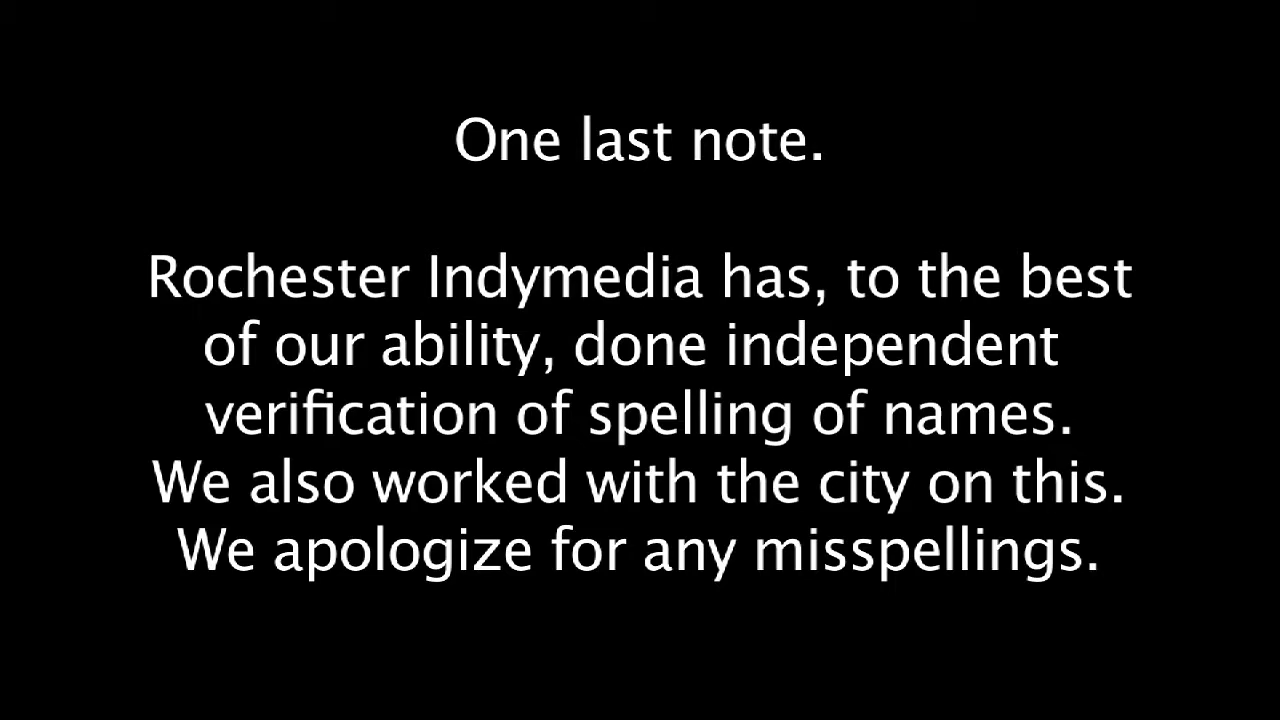 One last note.
Rochester Indymedia has, to the best
of our ability, done independent
verification of spelling of names.
We also worked with the city on this.
We apologize for any misspellings.